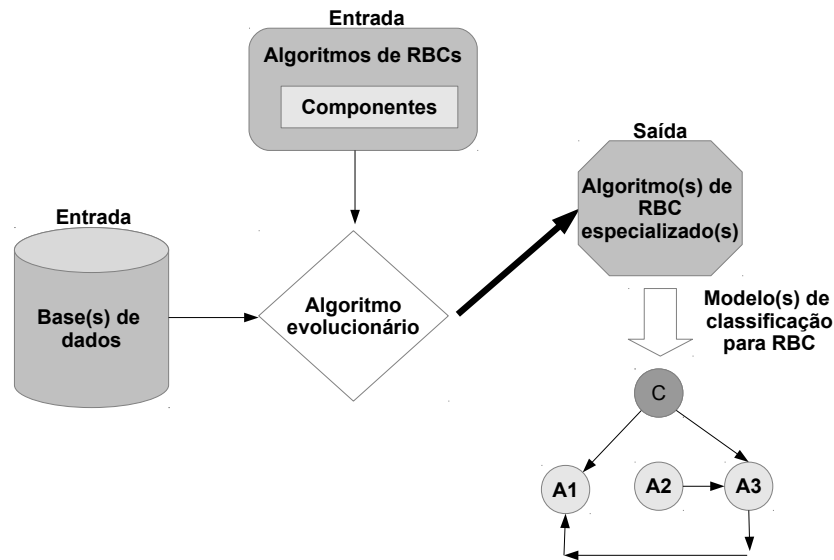 Entrada
Algoritmos de RBCs
Componentes
Saída
Algoritmo(s) de
RBC
especializado(s)
Entrada
Base(s) de
dados
Algoritmo
evolucionário
Modelo(s) de
classificação
para RBC
C
A1
A2
A3